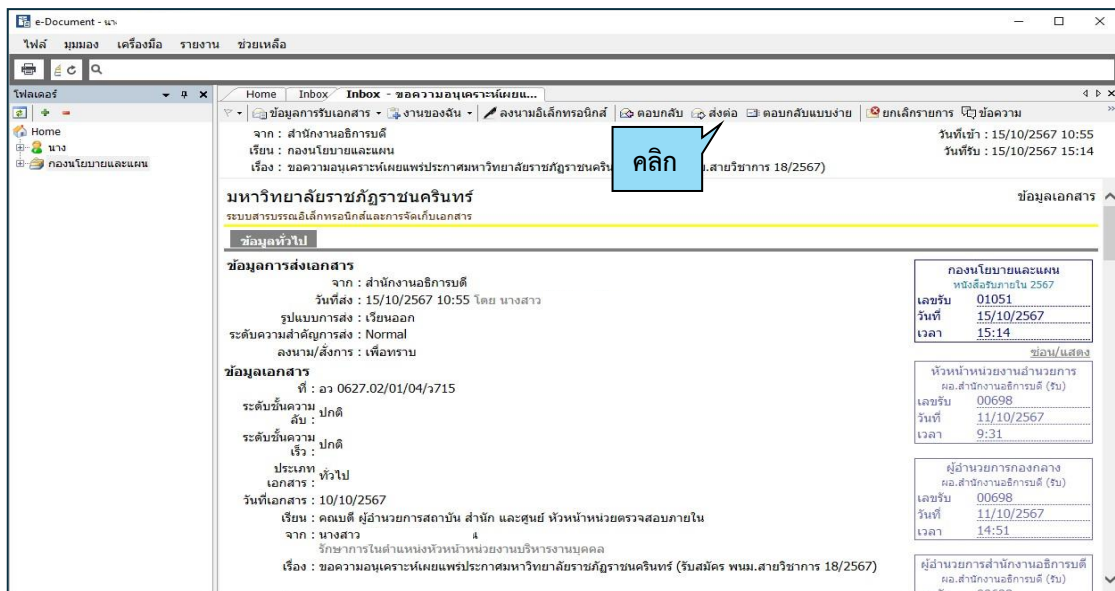 e-Document - นาง
ไฟล์ มุมมอง เครื่องมือ รายงาน ช่วยเหลือ
โฟลเดอร์
Home Inbox Inbox - ขอความอนุเคราะห์เผยแ...
ข้อมูลการรับเอกสาร งานของฉัน ลงนามอิเล็กทรอนิกส์ ตอบกลับ ส่งต่อ ตอบกลับแบบง่าย ยกเลิกรายการ ข้อความ
Home
นาง
กองนโยบายและแผน
จาก : สำนักงานอธิการบดี
วันที่เข้า : 15/10/2567 10:55
เรียน : กองนโยบายและแผน
วันที่รับ : 15/10/2567 15:14
เรื่อง : ขอความอนุเคราะห์เผยแพร่ประกาศมหาวิทยาลัยราชภัฏราชนคริน ม.สายวิชาการ 18/2567)
คลิก
มหาวิทยาลัยราชภัฏราชนครินทร์
ข้อมูลเอกสาร
ระบบสารบรรณอิเล็กทรอนิกส์และการจัดเก็บเอกสาร
ข้อมูลทั่วไป
ข้อมูลการส่งเอกสาร
จาก : สำนักงานอธิการบดี
วันที่ส่ง : 15/10/2567 10:55 โดย นางสาว
รูปแบบการส่ง : เวียนออก
ระดับความสำคัญการส่ง : Normal
ลงนาม/สั่งการ : เพื่อทราบ
ข้อมูลเอกสาร
ที่ : อว 0627.02/01/04/ว715
ระดับชั้นความลับ : ปกติ
ระดับชั้นความเร็ว : ปกติ
ประเภทเอกสาร : ทั่วไป
วันที่เอกสาร : 10/10/2567
เรียน : คณบดี ผู้อำนวยการสถาบัน สำนัก และศูนย์ หัวหน้าหน่วยตรวจสอบภายใน
จาก : นางสาว
รักษาการในตำแหน่งหัวหน้าหน่วยงานบริหารงานบุคคล
เรื่อง : ขอความอนุเคราะห์เผยแพร่ประกาศมหาวิทยาลัยราชภัฏราชนครินทร์ (รับสมัคร พนม.สายวิชาการ 18/2567)
กองนโยบายและแผน
หนังสือรับภายใน 2567
เลขรับ 01051
วันที่ 15/10/2567
เวลา 15:14
ซ่อน/แสดง
หัวหน้าหน่วยงานอำนวยการ
ผอ.สำนักงานอธิการบดี (รับ)
เลขรับ 00698
วันที่ 11/10/2567
เวลา 9:31
ผู้อำนวยการกองกลาง
ผอ.สำนักงานอธิการบดี (รับ)
เลขรับ 00698
วันที่ 11/10/2567
เวลา 14:51
ผู้อำนวยการสำนักงานอธิการบดี
ผอ.สำนักงานอธิการบดี (รับ)